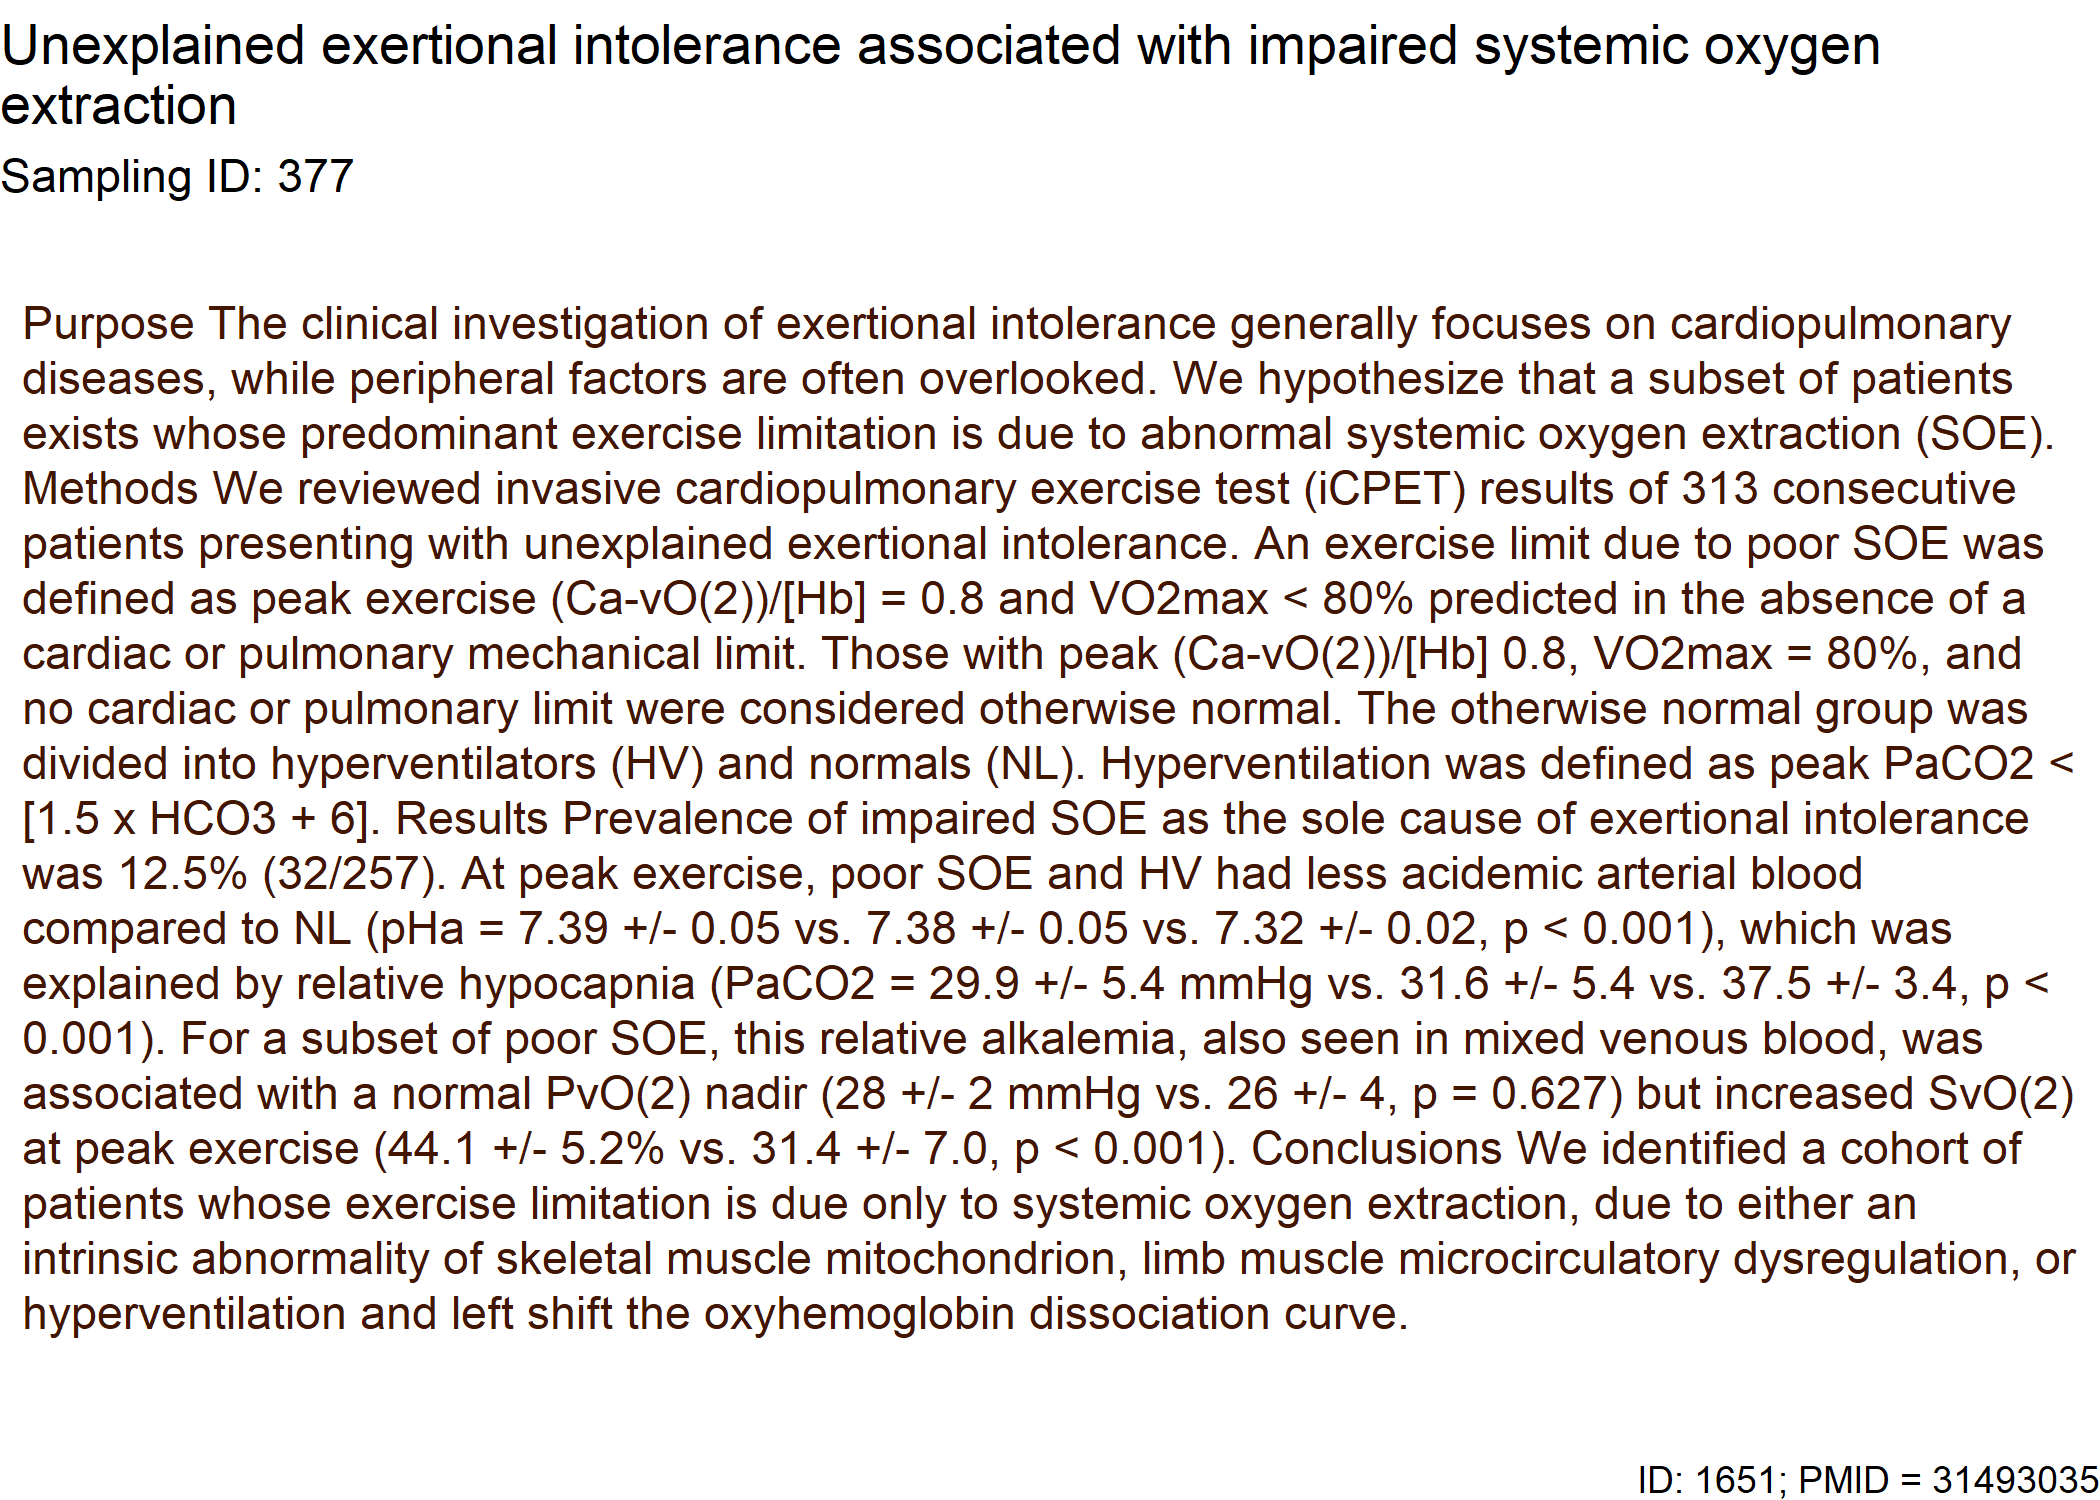 Unexplained exertional intolerance associated with impaired systemic oxygen
extraction
Sampling ID: 377
Purpose The clinical investigation of exertional intolerance generally focuses on cardiopulmonary
diseases, while peripheral factors are often overlooked. We hypothesize that a subset of patients
exists whose predominant exercise limitation is due to abnormal systemic oxygen extraction (SOE).
Methods We reviewed invasive cardiopulmonary exercise test (iCPET) results of 313 consecutive
patients presenting with unexplained exertional intolerance. An exercise limit due to poor SOE was
defined as peak exercise (Ca-vO(2))/[Hb] = 0.8 and VO2max < 80% predicted in the absence of a
cardiac or pulmonary mechanical limit. Those with peak (Ca-vO(2))/[Hb] 0.8, VO2max = 80%, and
no cardiac or pulmonary limit were considered otherwise normal. The otherwise normal group was
divided into hyperventilators (HV) and normals (NL). Hyperventilation was defined as peak PaCO2 <
[1.5 x HCO3 + 6]. Results Prevalence of impaired SOE as the sole cause of exertional intolerance
was 12.5% (32/257). At peak exercise, poor SOE and HV had less acidemic arterial blood
compared to NL (pHa = 7.39 +/- 0.05 vs. 7.38 +/- 0.05 vs. 7.32 +/- 0.02, p < 0.001), which was
explained by relative hypocapnia (PaCO2 = 29.9 +/- 5.4 mmHg vs. 31.6 +/- 5.4 vs. 37.5 +/- 3.4, p <
0.001). For a subset of poor SOE, this relative alkalemia, also seen in mixed venous blood, was
associated with a normal PvO(2) nadir (28 +/- 2 mmHg vs. 26 +/- 4, p = 0.627) but increased SvO(2)
at peak exercise (44.1 +/- 5.2% vs. 31.4 +/- 7.0, p < 0.001). Conclusions We identified a cohort of
patients whose exercise limitation is due only to systemic oxygen extraction, due to either an
intrinsic abnormality of skeletal muscle mitochondrion, limb muscle microcirculatory dysregulation, or
hyperventilation and left shift the oxyhemoglobin dissociation curve.
ID: 1651; PMID = 31493035